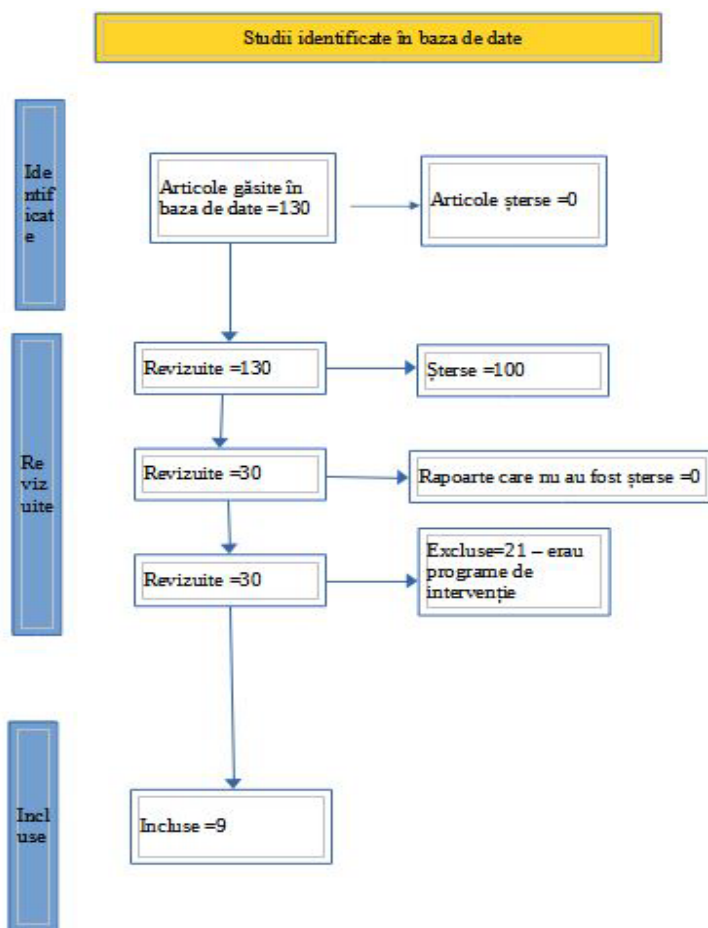 Studii identificate în baza de date
Ide
ntif
icat
e
Articole găsite în
baza de date =130
Articole șterse =0
Re
viz
uite
Revizuite =130
Șterse =100
Revizuite =30
Rapoarte care nu au fost șterse =0
Revizuite =30
Excluse=21 – erau
programe de
intervenție
Incl
use
Incluse =9